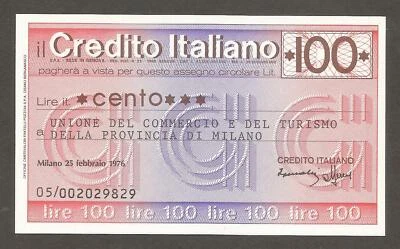 il Credito Italiano *100*
pagherà a vista per questo assegno circolare Lit.
Lire it. *cento***
UNIONE DEL COMMERCIO E DEL TURISMO
a DELLA PROVINCIA DI MILANO
Milano 25 febbraio 1976
CREDITO ITALIANO
05/002029829
lire 100 lire 100 lire 100 lire 100 lire 100